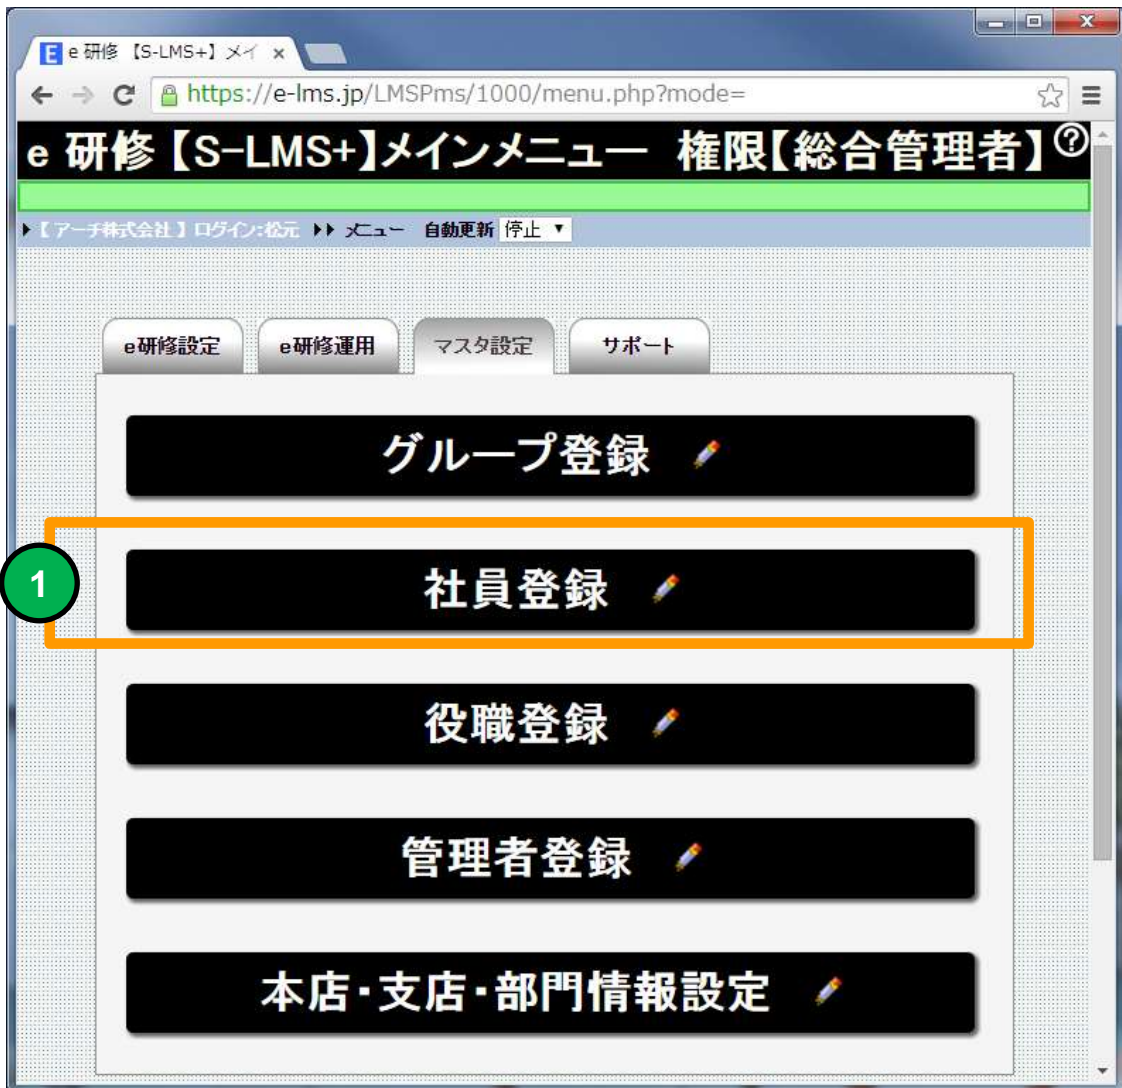 e 研修 【S-LMS+】 メイ
https://e-lms.jp/LMSPms/1000/menu.php?mode=
e 研修 【S-LMS+】メインメニュー 権限【総合管理者】?
【 アーチ株式会社 】 ログイン:松元 メニュー 自動更新 停止
e研修設定 e研修運用 マスタ設定 サポート
グループ登録
1 社員登録
役職登録
管理者登録
本店・支店・部門情報設定